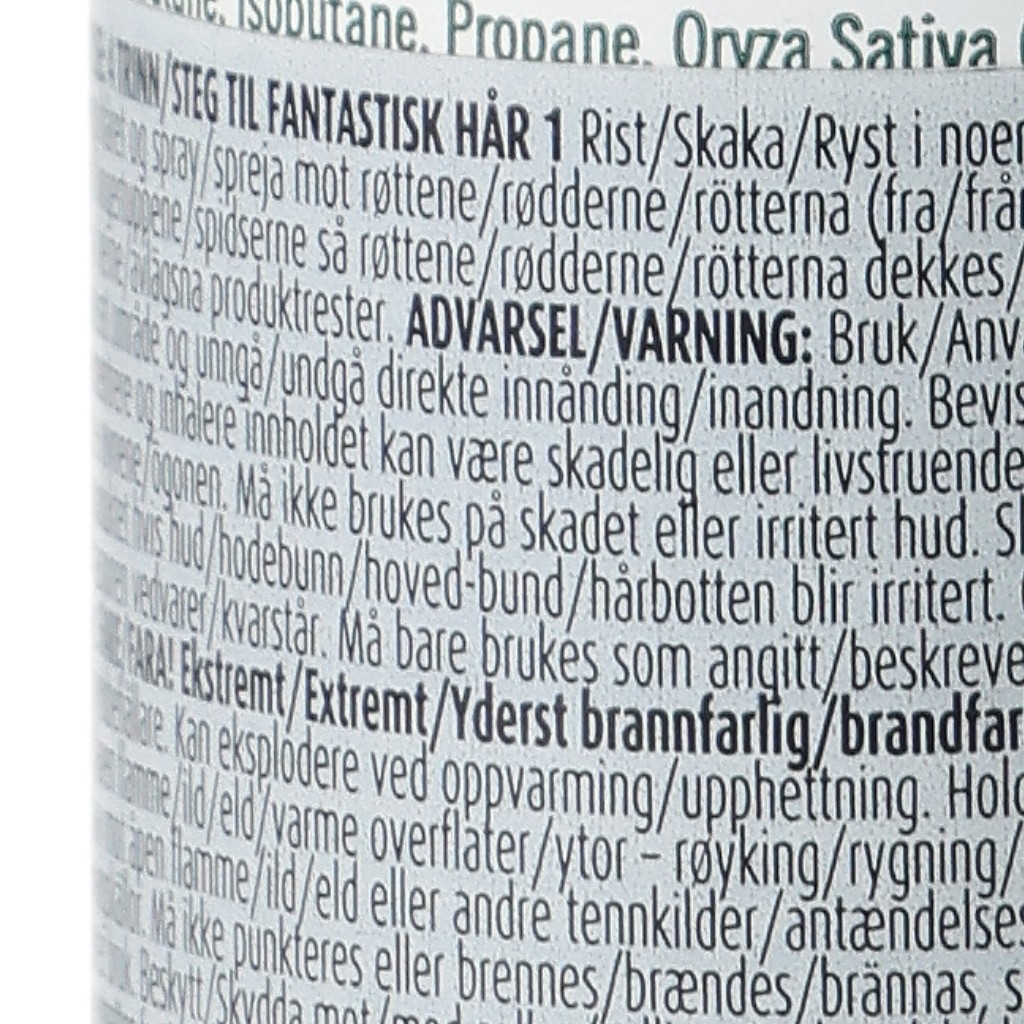 Isobutane, Propane, Oryza Sativa
TRINN/STEG TIL FANTASTISK HÅR 1 Rist/Skaka/Ryst i noen
og spray/spreja mot røttene/rødderne/rötterna (fra/från
/spidserne så røttene/rødderne/rötterna dekkes/
avlägsna produktrester. ADVARSEL/VARNING: Bruk/Anv
og unngå/undgå direkte innånding/inandning. Bevis
og inhalere innholdet kan være skadelig eller livstruende
/ögonen. Må ikke brukes på skadet eller irritert hud. Sl
hvis hud/hodebunn/hoved-bund/hårbotten blir irritert.
vedvarer/kvarstår. Må bare brukes som angitt/beskreve
FARA! Ekstremt/Extremt/Yderst brannfarlig/brandfar
Kan eksplodere ved oppvarming/upphettning. Hold
flamme/ild/eld/varme overflater/ytor – røyking/rygning/
åpen flamme/ild/eld eller andre tennkilder/antændelses
Må ikke punkteres eller brennes/brændes/brännas, s
Beskytt/Skydda mot/